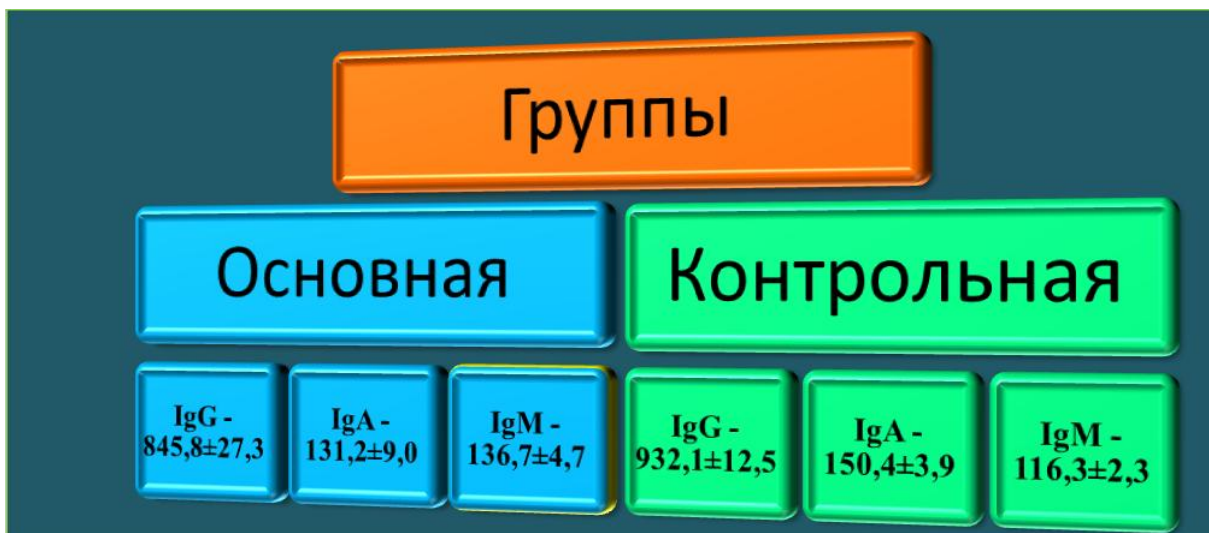 Группы
Основная
Контрольная
IgG -
845,8±27,3
IgA -
131,2±9,0
IgM -
136,7±4,7
IgG -
932,1±12,5
IgA -
150,4±3,9
IgM -
116,3±2,3